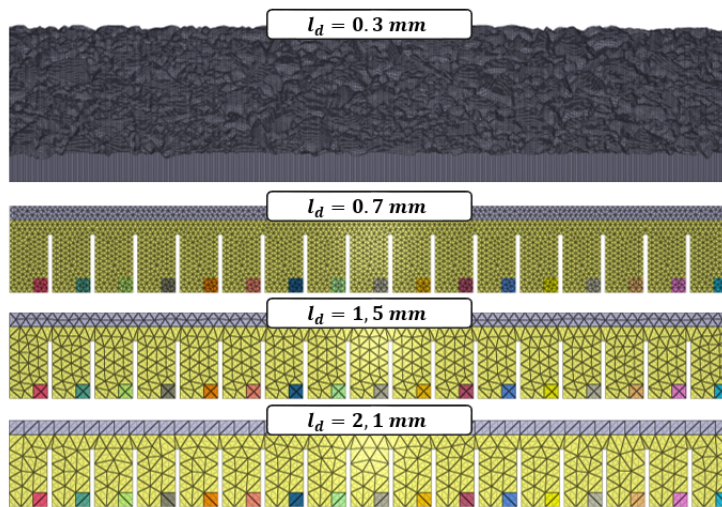 l_d = 0.3 mm
l_d = 0.7 mm
l_d = 1,5 mm
l_d = 2,1 mm